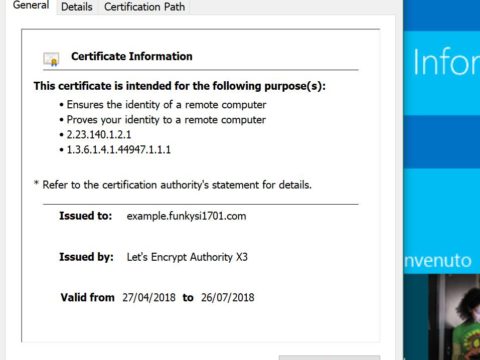 General
Details
Certification Path
Certificate Information
This certificate is intended for the following purpose(s):
• Ensures the identity of a remote computer
• Proves your identity to a remote computer
• 2.23.140.1.2.1
• 1.3.6.1.4.1.44947.1.1.1
* Refer to the certification authority's statement for details.
Issued to: example.funkysi1701.com
Issued by: Let's Encrypt Authority X3
Valid from 27/04/2018 to 26/07/2018
Infor
nvenuto